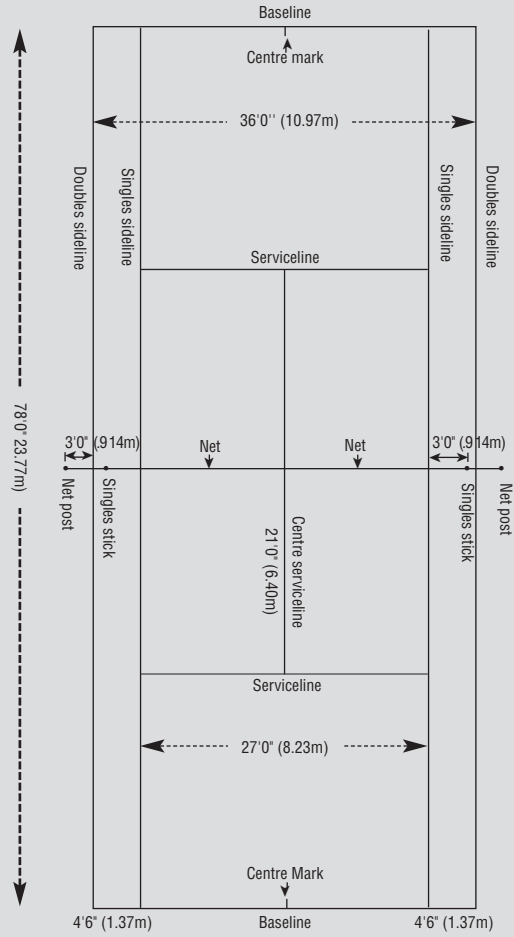 Baseline
Centre mark
36'0'' (10.97m)
Doubles sideline
Singles sideline
Singles sideline
Doubles sideline
Serviceline
78'0" 23.77m)
3'0" (.914m)
Net
Net
3'0" (.914m)
Net post
Singles stick
Centre serviceline
21'0" (6.40m)
Singles stick
Net post
Serviceline
27'0" (8.23m)
Centre Mark
4'6" (1.37m)
Baseline
4'6" (1.37m)